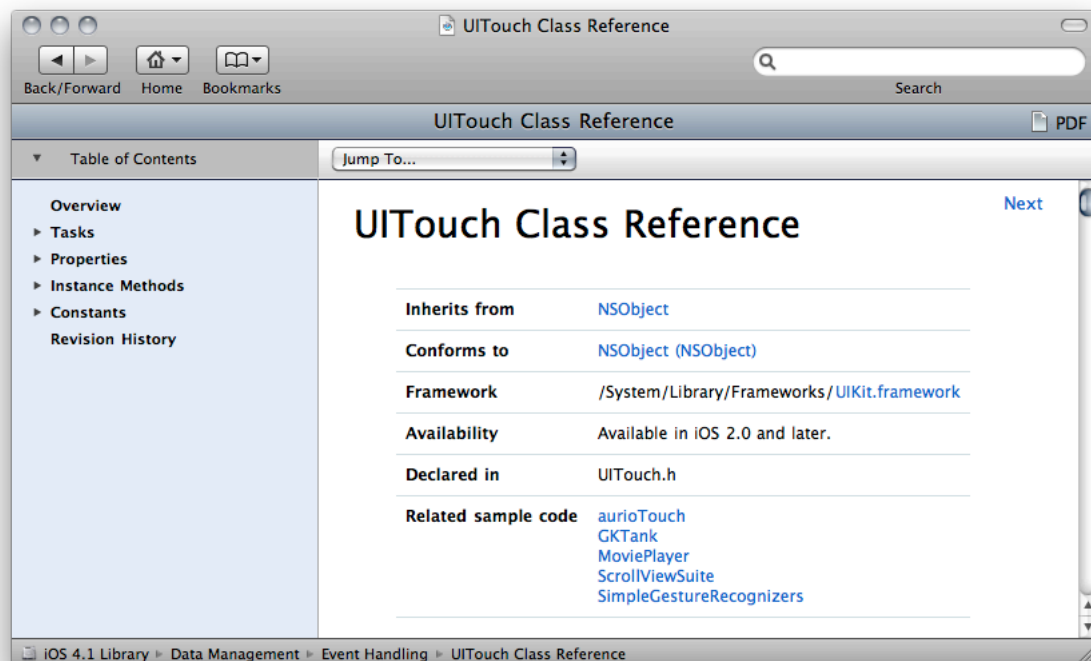 UITouch Class Reference
Back/Forward Home Bookmarks
Search
UITouch Class Reference
PDF
Table of Contents
Jump To...
Overview
Tasks
Properties
Instance Methods
Constants
Revision History
Next
UITouch Class Reference
Inherits from NSObject
Conforms to NSObject (NSObject)
Framework /System/Library/Frameworks/UIKit.framework
Availability Available in iOS 2.0 and later.
Declared in UITouch.h
Related sample code aurioTouch
GKTank
MoviePlayer
ScrollViewSuite
SimpleGestureRecognizers
iOS 4.1 Library Data Management Event Handling UITouch Class Reference